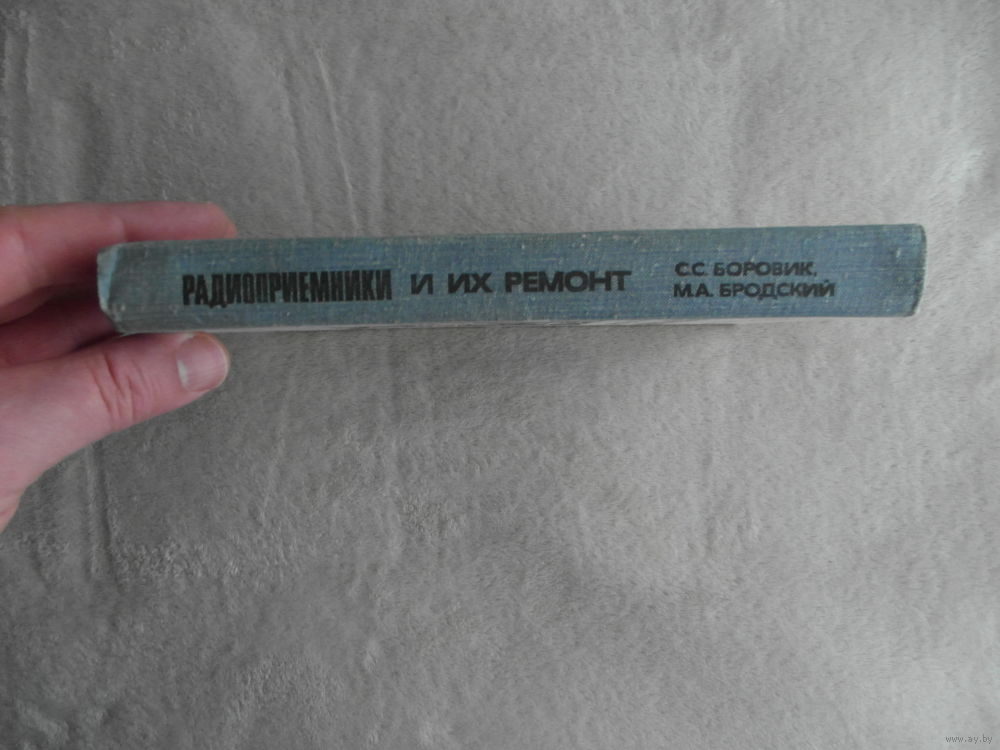 РАДИОПРИЕМНИКИ И ИХ РЕМОНТ
С.С. БОРОВИК,
М.А. БРОДСКИЙ
www.ay.by